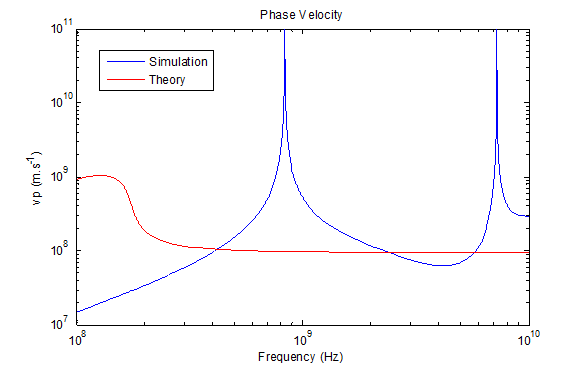 Phase Velocity
10^11
Simulation
Theory
10^10
10^9
vp (m.s^-1)
10^8
10^7
10^8
10^9
10^10
Frequency (Hz)